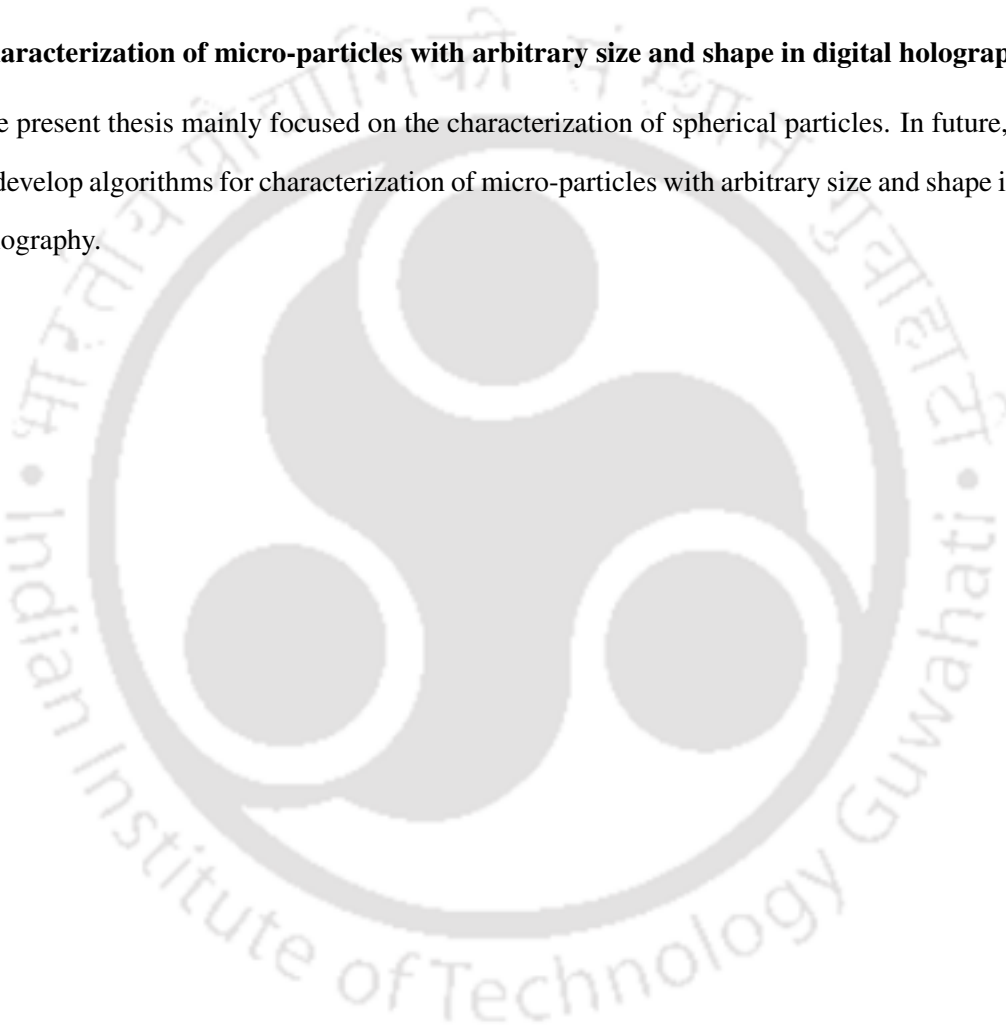 aracterization of micro-particles with arbitrary size and shape in digital holograp
e present thesis mainly focused on the characterization of spherical particles. In future,
develop algorithms for characterization of micro-particles with arbitrary size and shape i
ography.
भारतीय प्रौद्योगिकी संस्थान गुवाहाटी
Indian Institute of Technology Guwahati